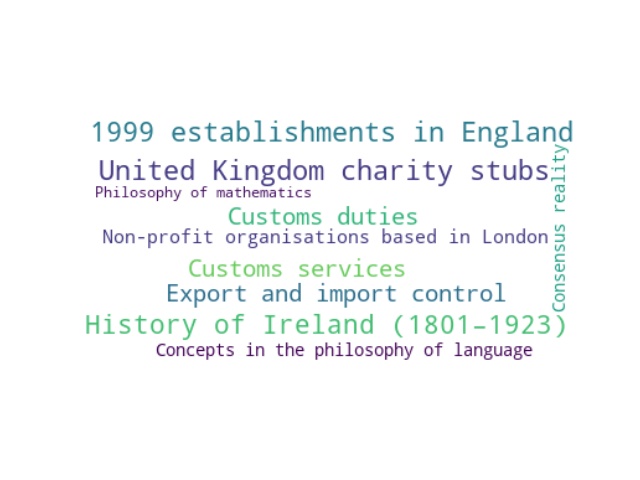 1999 establishments in England
United Kingdom charity stubs
Philosophy of mathematics
Customs duties
Non-profit organisations based in London
Customs services
Export and import control
History of Ireland (1801–1923)
Concepts in the philosophy of language
Consensus reality